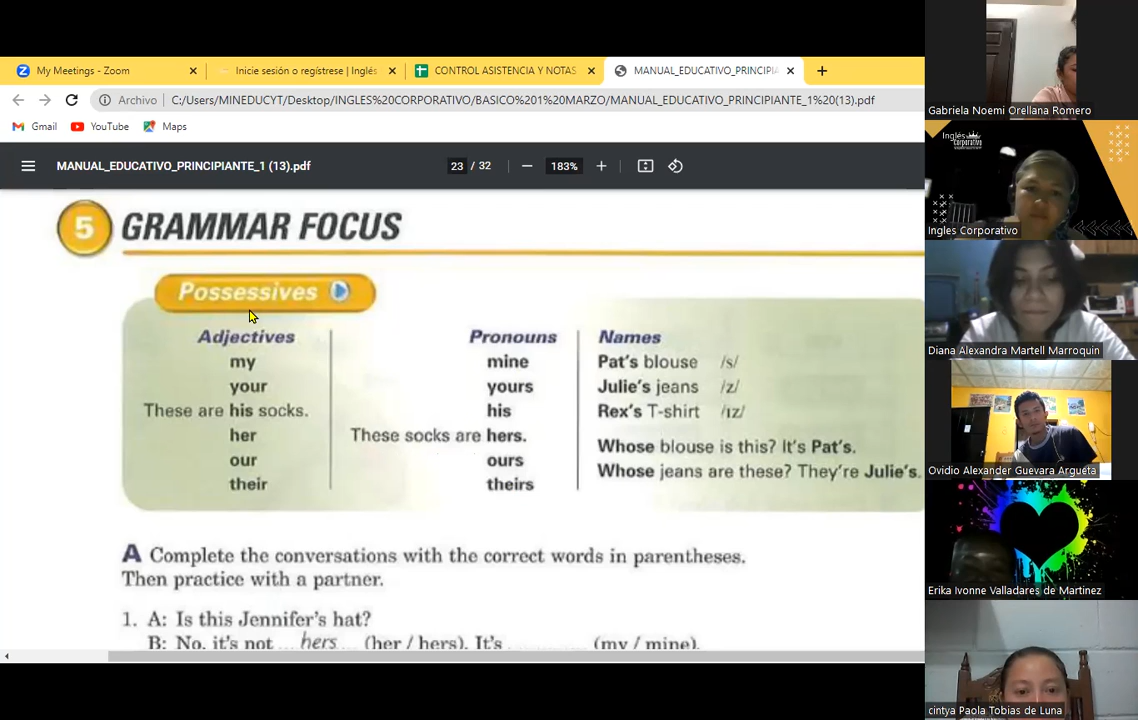 My Meetings - Zoom
Inicie sesión o regístrese | Inglés
CONTROL ASISTENCIA Y NOTAS
MANUAL_EDUCATIVO_PRINCIPIA
Archivo
C:/Users/MINEDUCYT/Desktop/INGLES%20CORPORATIVO/BASICO%201%20MARZO/MANUAL_EDUCATIVO_PRINCIPIANTE_1%20(13).pdf
Gmail
YouTube
Maps
MANUAL_EDUCATIVO_PRINCIPIANTE_1 (13).pdf
23 / 32
183%
5 GRAMMAR FOCUS
Possessives
Adjectives
my
your
These are his socks.
her
our
their
Pronouns
mine
yours
his
These socks are hers.
ours
theirs
Names
Pat's blouse /s/
Julie's jeans /z/
Rex's T-shirt /ɪz/
Whose blouse is this? It's Pat's.
Whose jeans are these? They're Julie's.
A Complete the conversations with the correct words in parentheses.
Then practice with a partner.
1. A: Is this Jennifer's hat?
B: No, it's not hers (her / hers). It's (my / mine).
Gabriela Noemi Orellana Romero
Inglés
corporativo
Ingles Corporativo
Diana Alexandra Martell Marroquin
Ovidio Alexander Guevara Argueta
Erika Ivonne Valladares de Martinez
cintya Paola Tobias de Luna